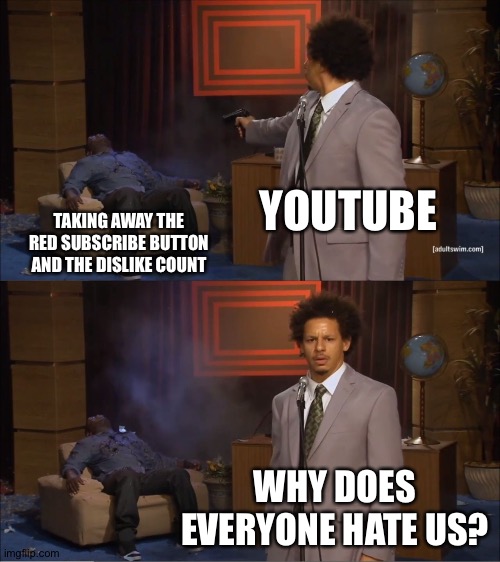 YOUTUBE
TAKING AWAY THE
RED SUBSCRIBE BUTTON
AND THE DISLIKE COUNT
[adultswim.com]
WHY DOES
EVERYONE HATE US?
imgflip.com